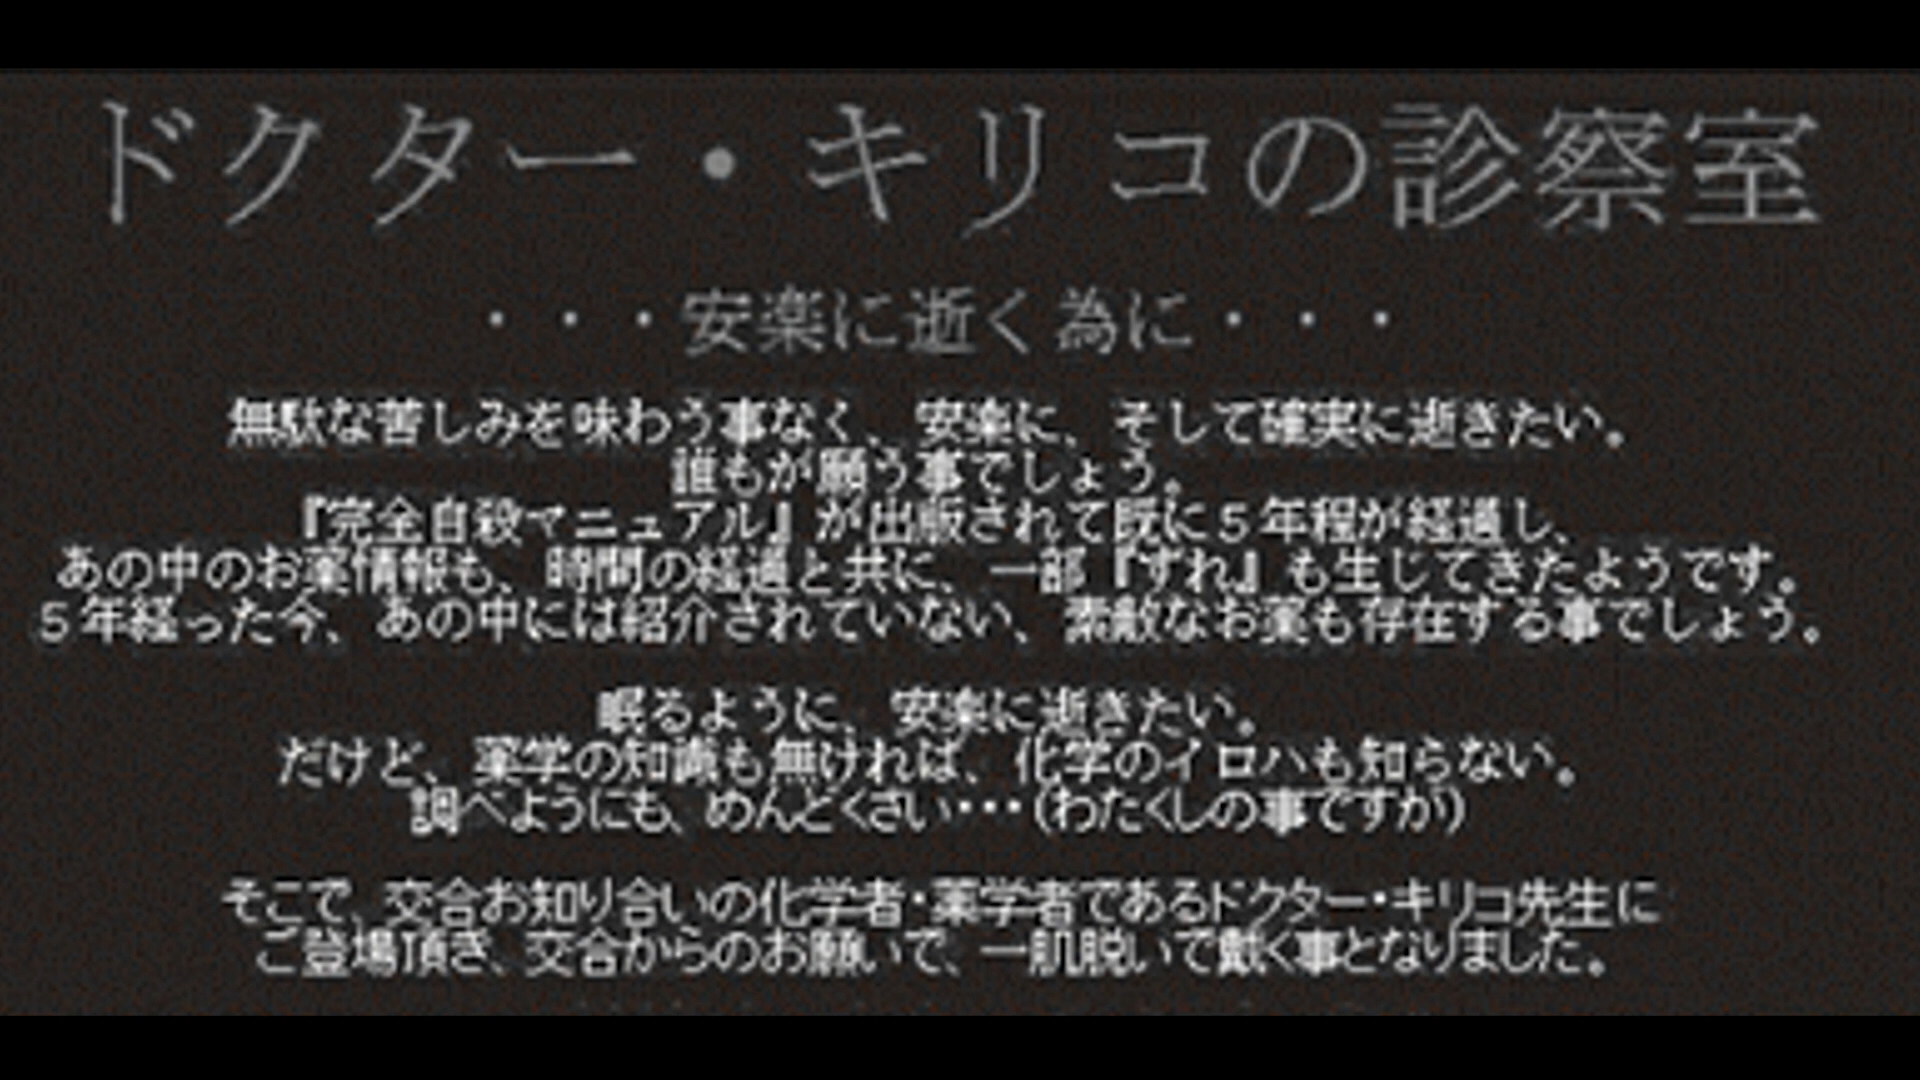 ドクター・キリコの診察室
・・・安楽に逝く為に・・・
無駄な苦しみを味わう事なく、安楽に、そして確実に逝きたい。
誰もが願う事でしょう。
『完全自殺マニュアル』が出版されて既に5年程が経過し、
あの中のお薬情報も、時間の経過と共に、一部『ずれ』も生じてきたようです。
5年経った今、あの中には紹介されていない、素敵なお薬も存在する事でしょう。
眠るように、安楽に逝きたい。
だけど、薬学の知識も無ければ、化学のイロハも知らない。
調べようにも、めんどくさい・・・(わたくしの事ですが)
そこで、交合お知り合いの化学者・薬学者であるドクター・キリコ先生に
ご登場頂き、交合からのお願いで、一肌脱いで戴く事となりました。